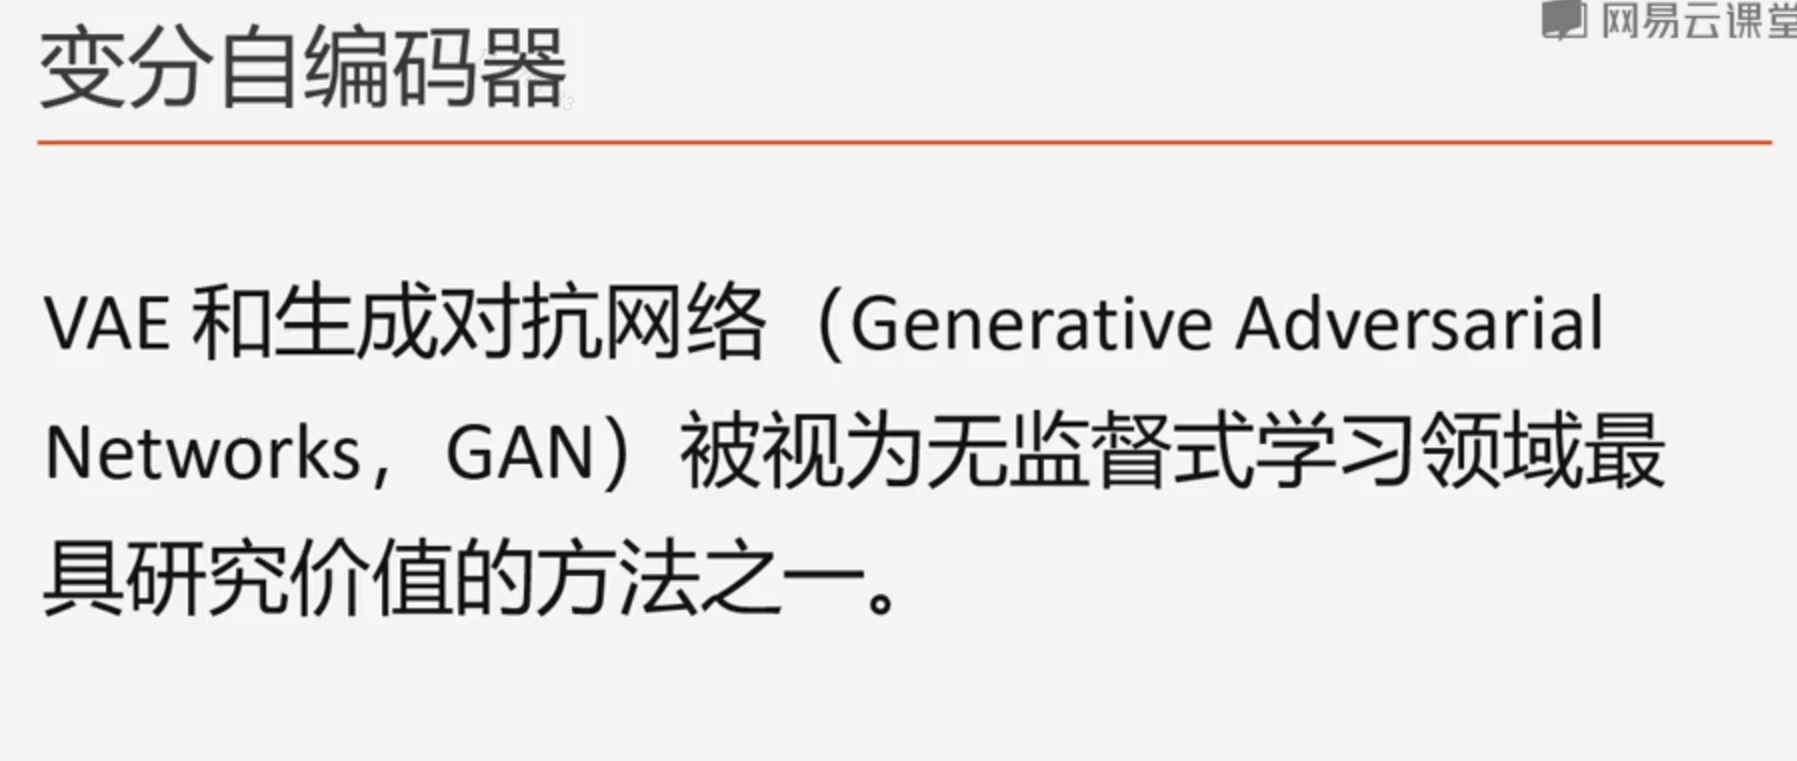 网易云课堂
变分自编码器
VAE 和生成对抗网络（Generative Adversarial
Networks，GAN）被视为无监督式学习领域最
具研究价值的方法之一。